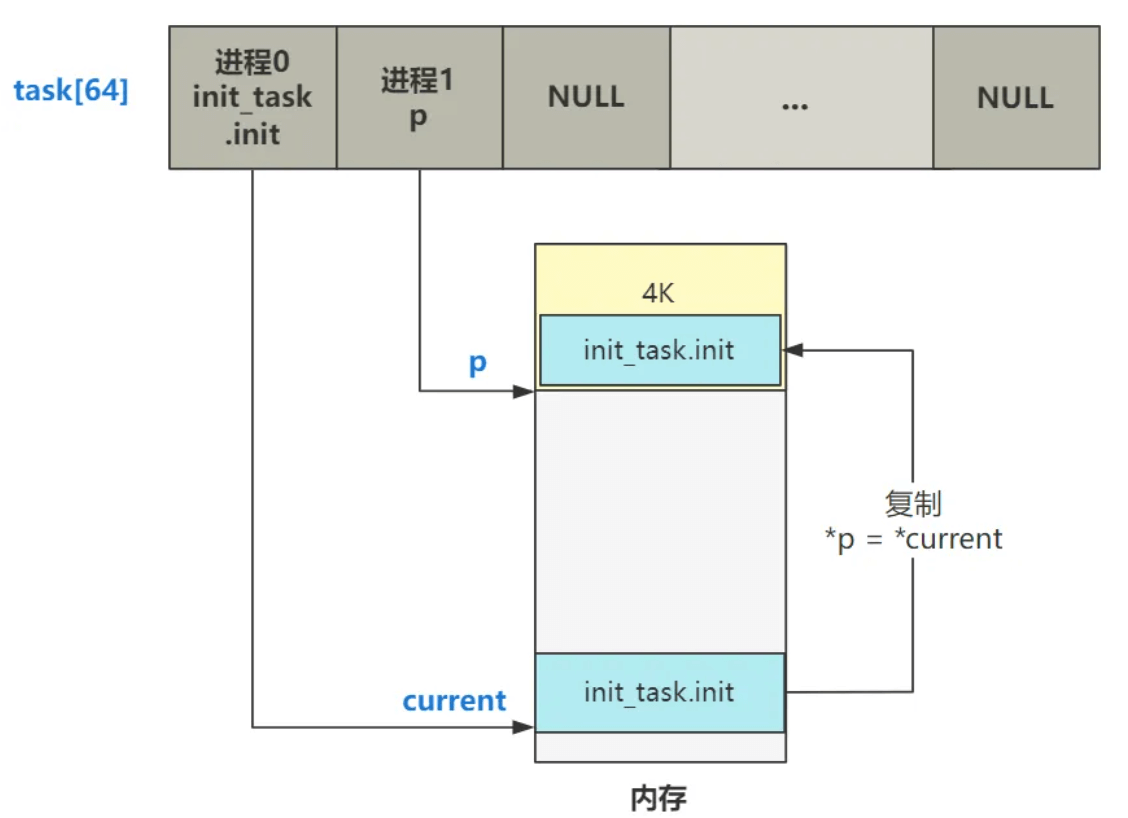 task[64]
进程0
init_task
.init
进程1
p
NULL
...
NULL
4K
init_task.init
p
复制
*p = *current
init_task.init
current
内存